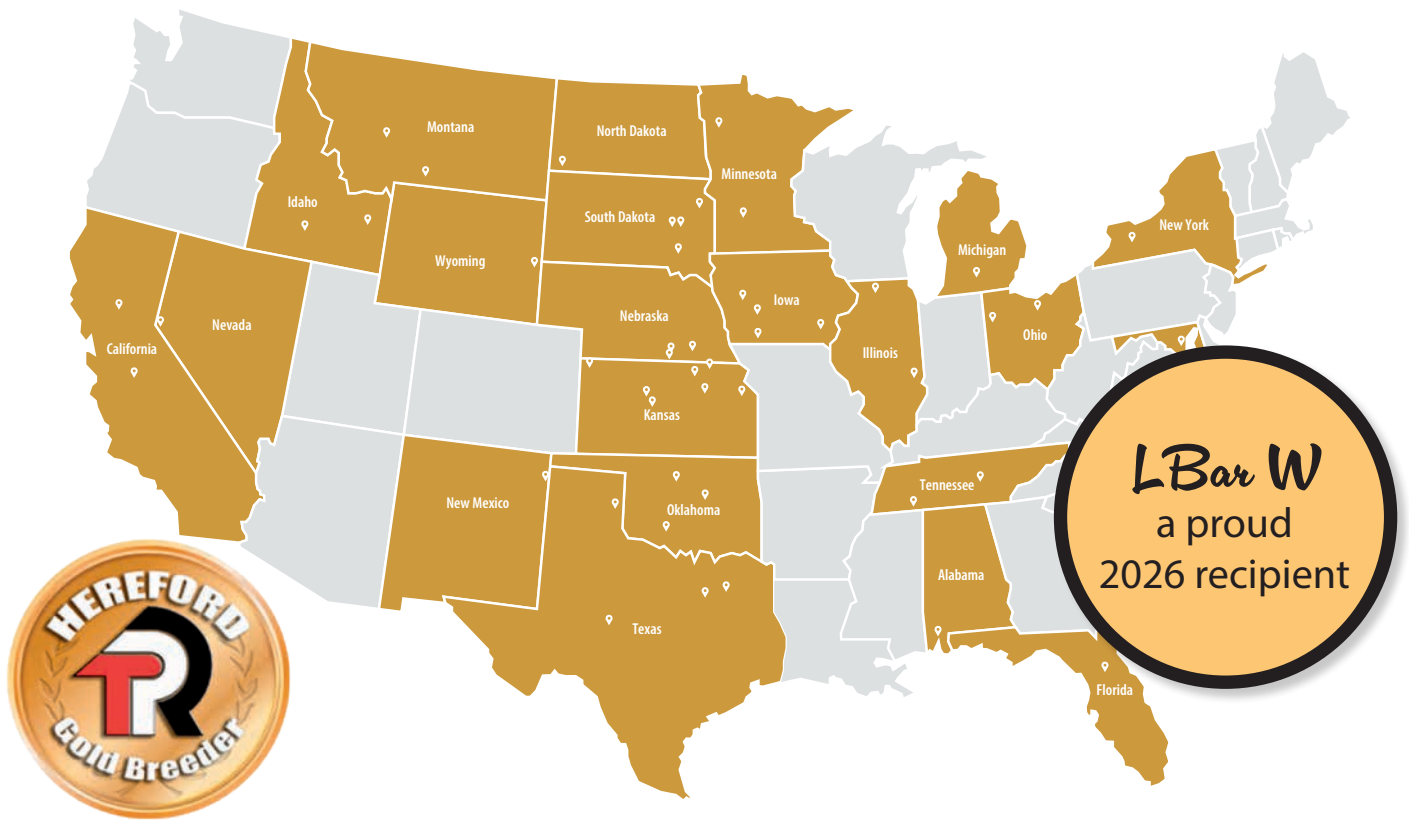 Montana
North Dakota
Minnesota
Idaho
South Dakota
New York
Michigan
Wyoming
Iowa
Nebraska
Nevada
Ohio
California
Illinois
Kansas
Tennessee
New Mexico
Oklahoma
Alabama
Texas
Florida
LBar W
a proud
2026 recipient
HEREFORD
TPR
Gold Breeder